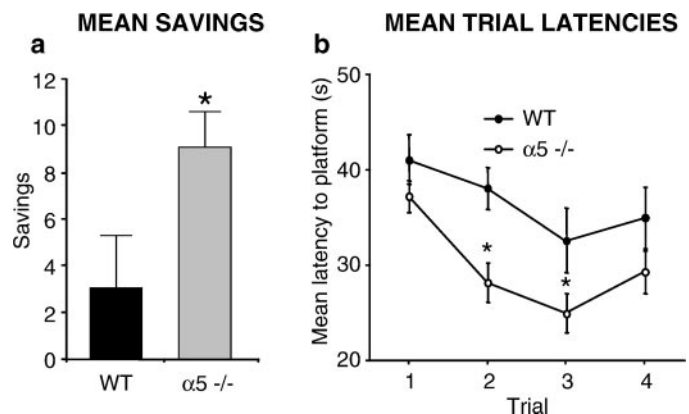 MEAN SAVINGS
a
12
10
8
6
4
2
0
Savings
*
WT
α5 -/-
MEAN TRIAL LATENCIES
b
50
40
30
20
Mean latency to platform (s)
WT
α5 -/-
*
*
1 2 3 4
Trial